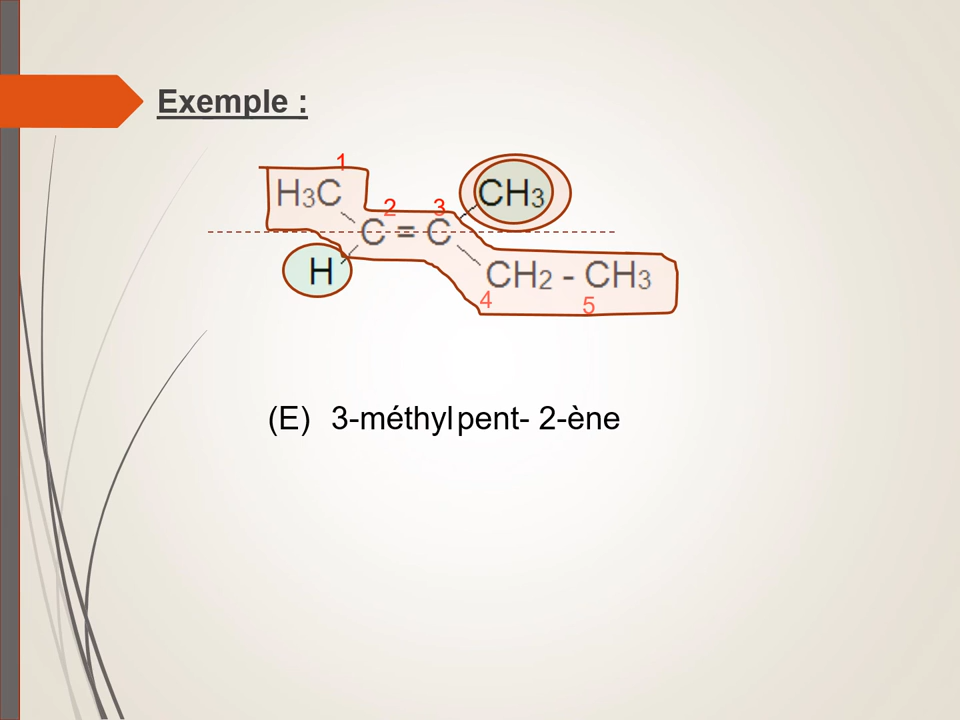 Exemple :
1
H3C CH3
2 3
C = C
H CH2 - CH3
4 5
(E) 3-méthylpent- 2-ène